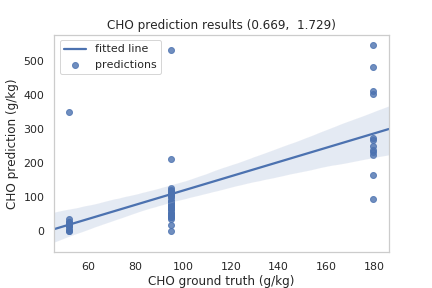 CHO prediction results (0.669,  1.729)
fitted line
predictions
CHO prediction (g/kg)
500
400
300
200
100
0
60 80 100 120 140 160 180
CHO ground truth (g/kg)